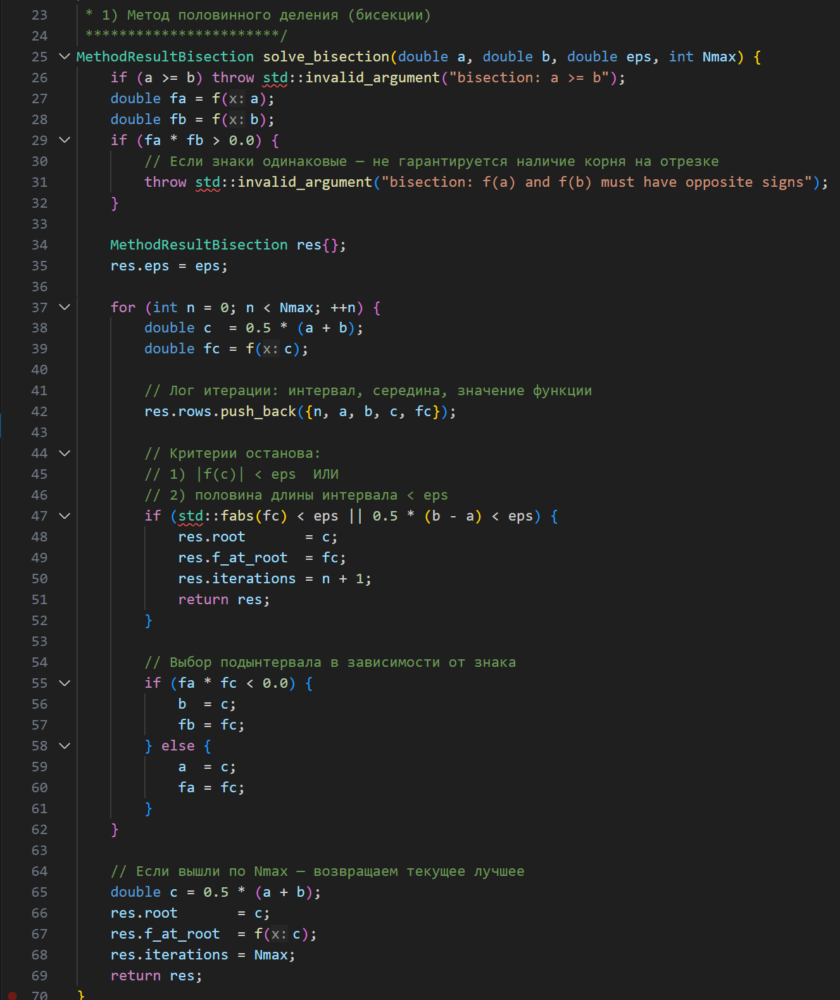 23 * 1) Метод половинного деления (бисекции)
24 ***********************/
25 MethodResultBisection solve_bisection(double a, double b, double eps, int Nmax) {
26     if (a >= b) throw std::invalid_argument("bisection: a >= b");
27     double fa = f(x: a);
28     double fb = f(x: b);
29     if (fa * fb > 0.0) {
30         // Если знаки одинаковые — не гарантируется наличие корня на отрезке
31         throw std::invalid_argument("bisection: f(a) and f(b) must have opposite signs");
32     }
33
34     MethodResultBisection res{};
35     res.eps = eps;
36
37     for (int n = 0; n < Nmax; ++n) {
38         double c  = 0.5 * (a + b);
39         double fc = f(x: c);
40
41         // Лог итерации: интервал, середина, значение функции
42         res.rows.push_back({n, a, b, c, fc});
43
44         // Критерии останова:
45         // 1) |f(c)| < eps  ИЛИ
46         // 2) половина длины интервала < eps
47         if (std::fabs(fc) < eps || 0.5 * (b - a) < eps) {
48             res.root       = c;
49             res.f_at_root  = fc;
50             res.iterations = n + 1;
51             return res;
52         }
53
54         // Выбор подынтервала в зависимости от знака
55         if (fa * fc < 0.0) {
56             b  = c;
57             fb = fc;
58         } else {
59             a  = c;
60             fa = fc;
61         }
62     }
63
64     // Если вышли по Nmax — возвращаем текущее лучшее
65     double c = 0.5 * (a + b);
66     res.root       = c;
67     res.f_at_root  = f(x: c);
68     res.iterations = Nmax;
69     return res;
70 }